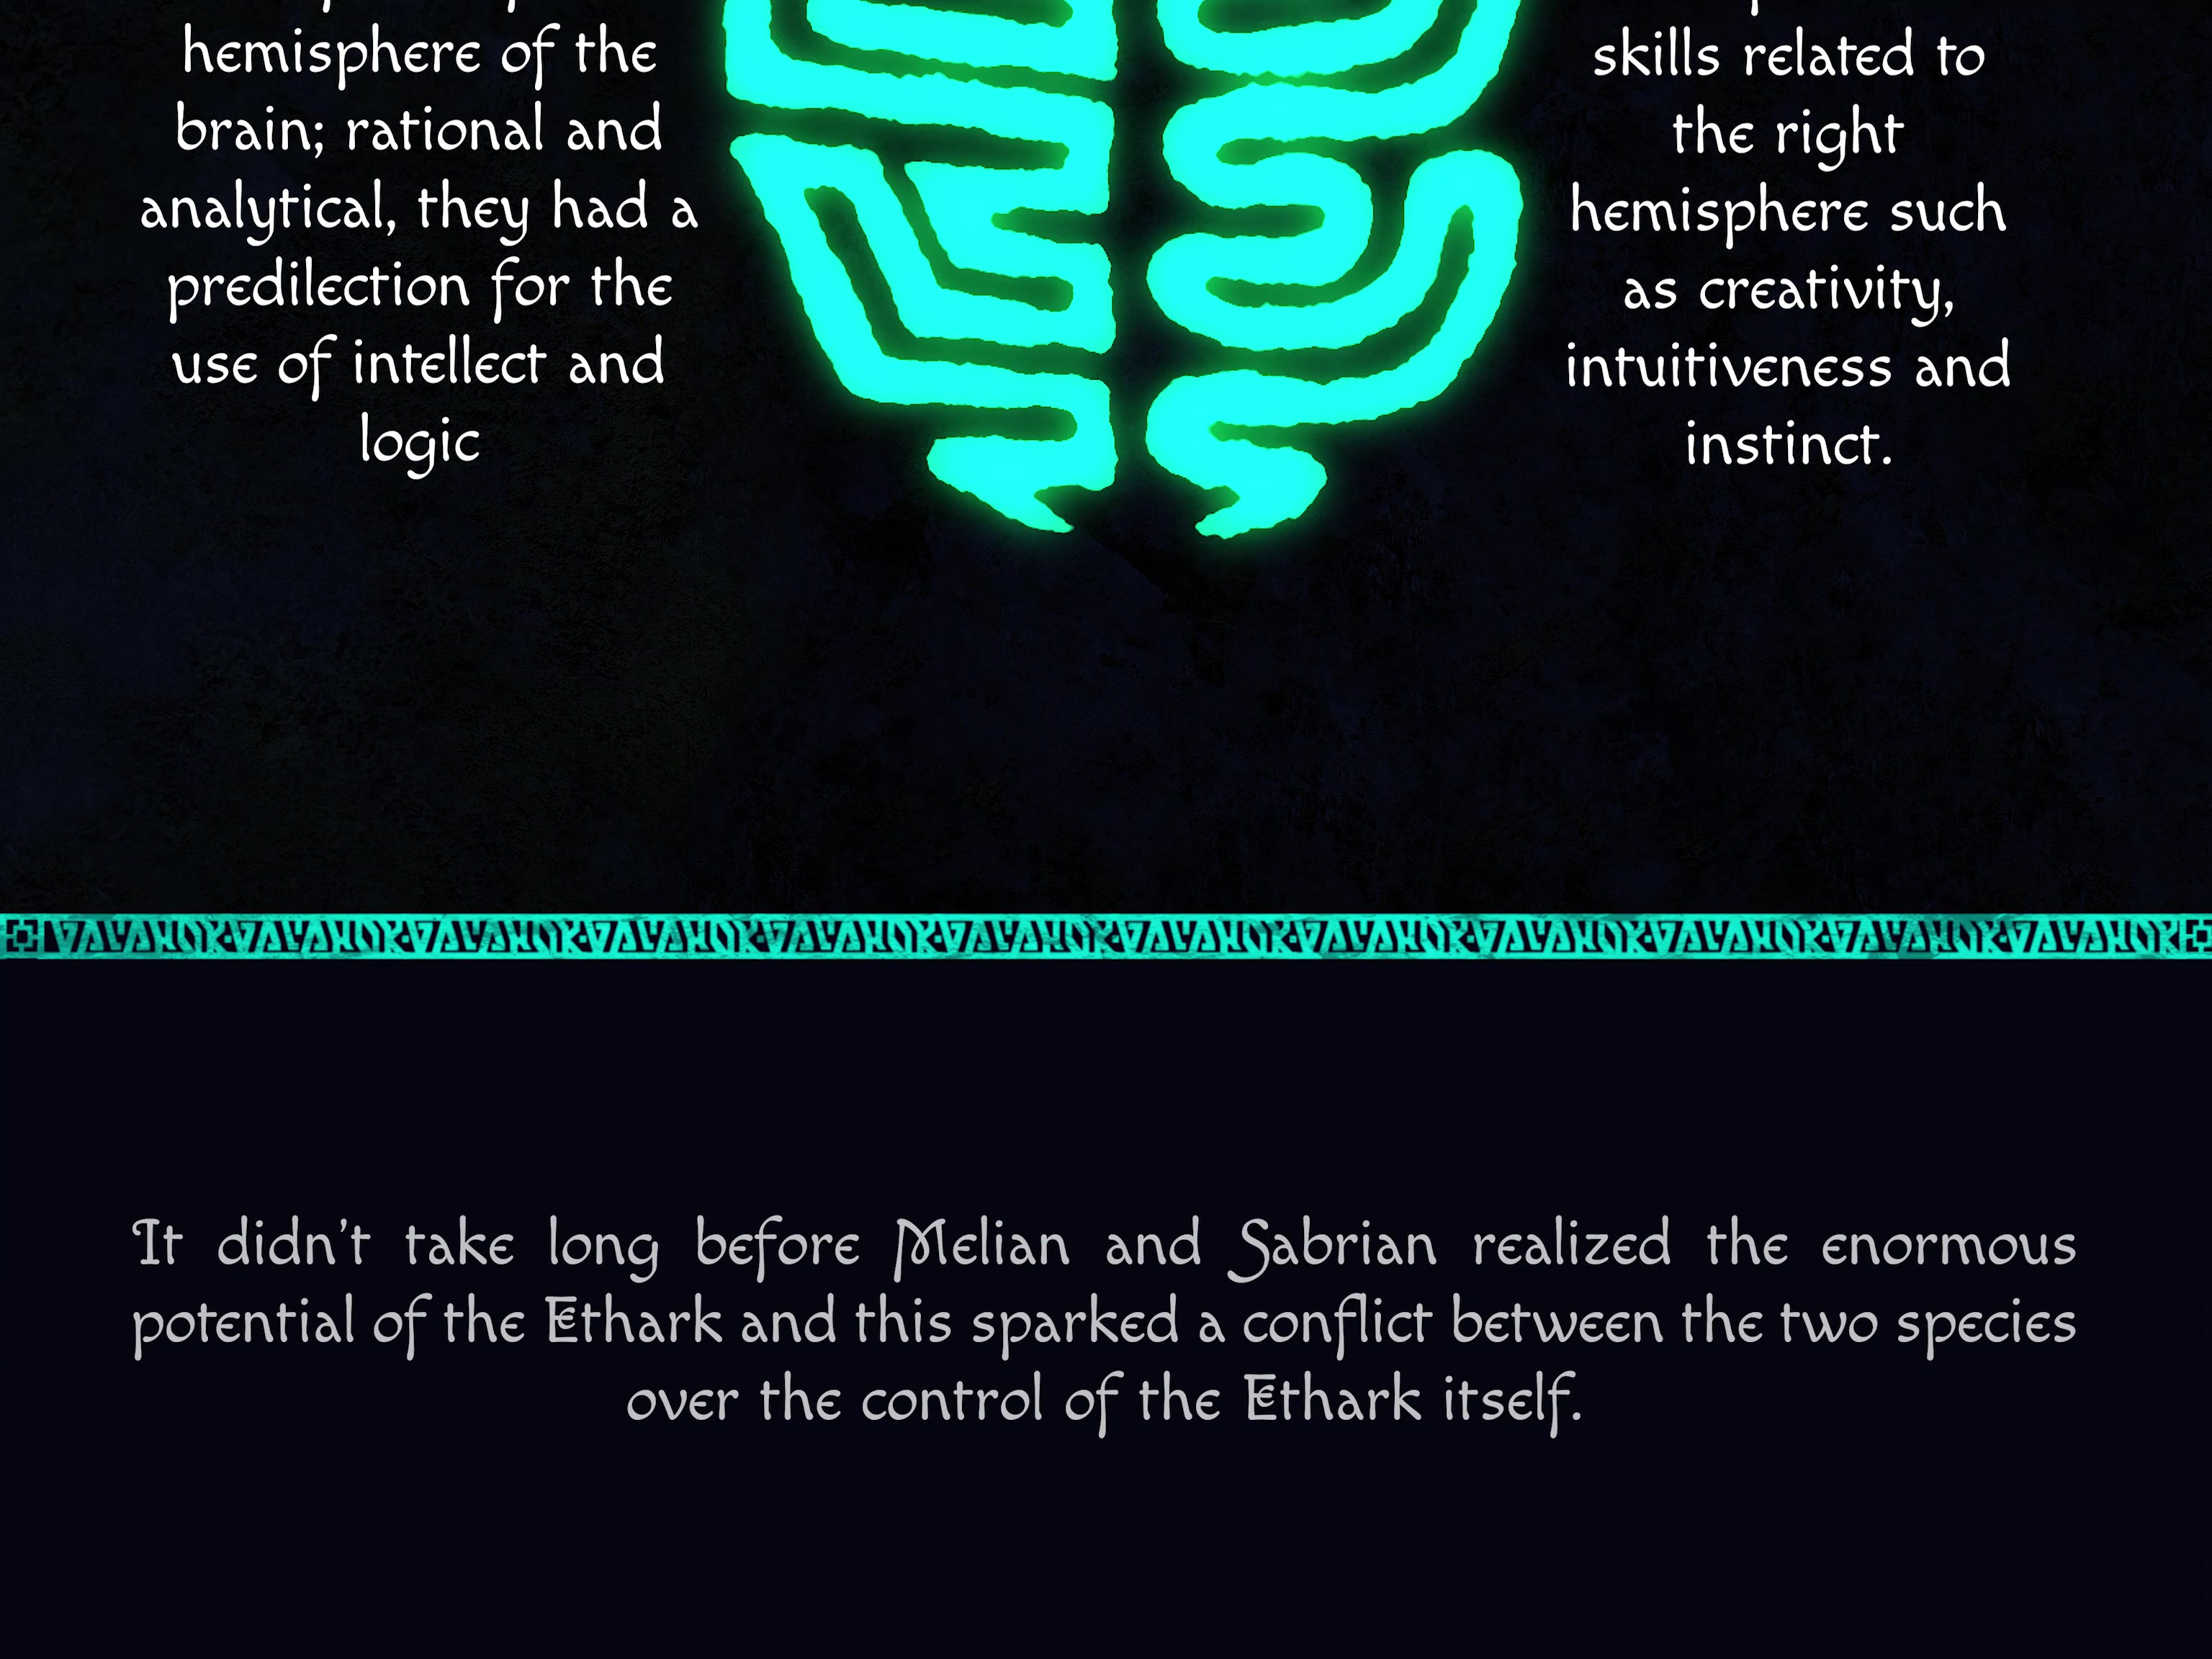 hemisphere of the
brain; rational and
analytical, they had a
predilection for the
use of intellect and
logic
skills related to
the right
hemisphere such
as creativity,
intuitiveness and
instinct.
It didn't take long before Melian and Sabrian realized the enormous
potential of the Ethark and this sparked a conflict between the two species
over the control of the Ethark itself.